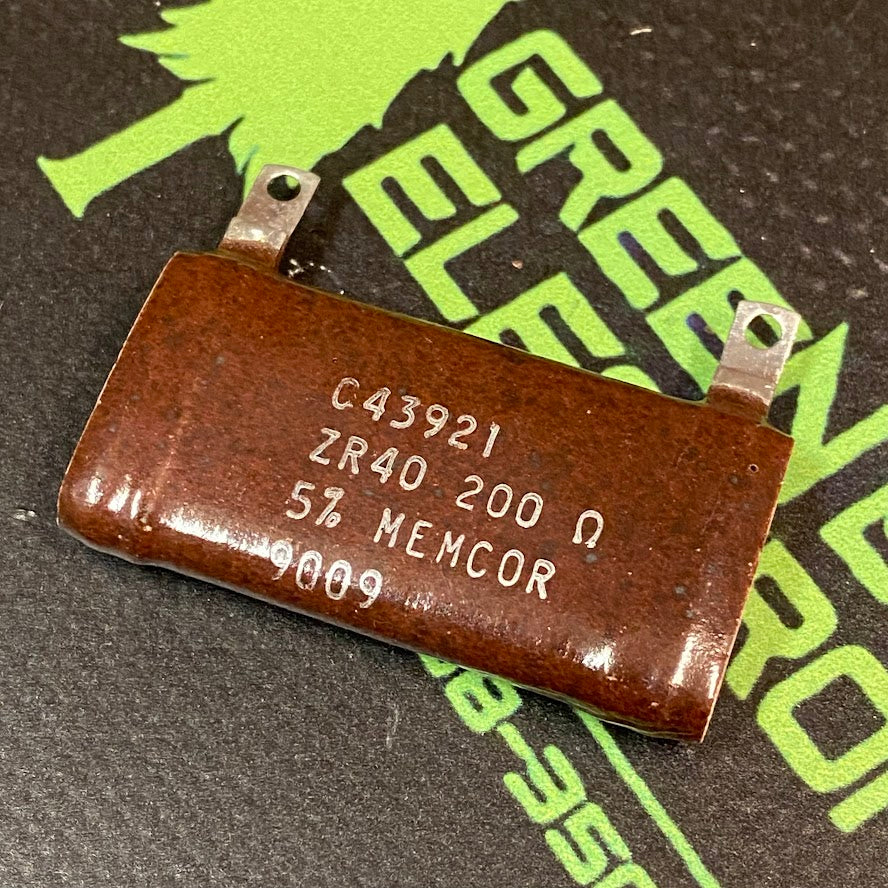 C43921
ZR40 200 Ω
5% MEMCOR
9009
GREEN